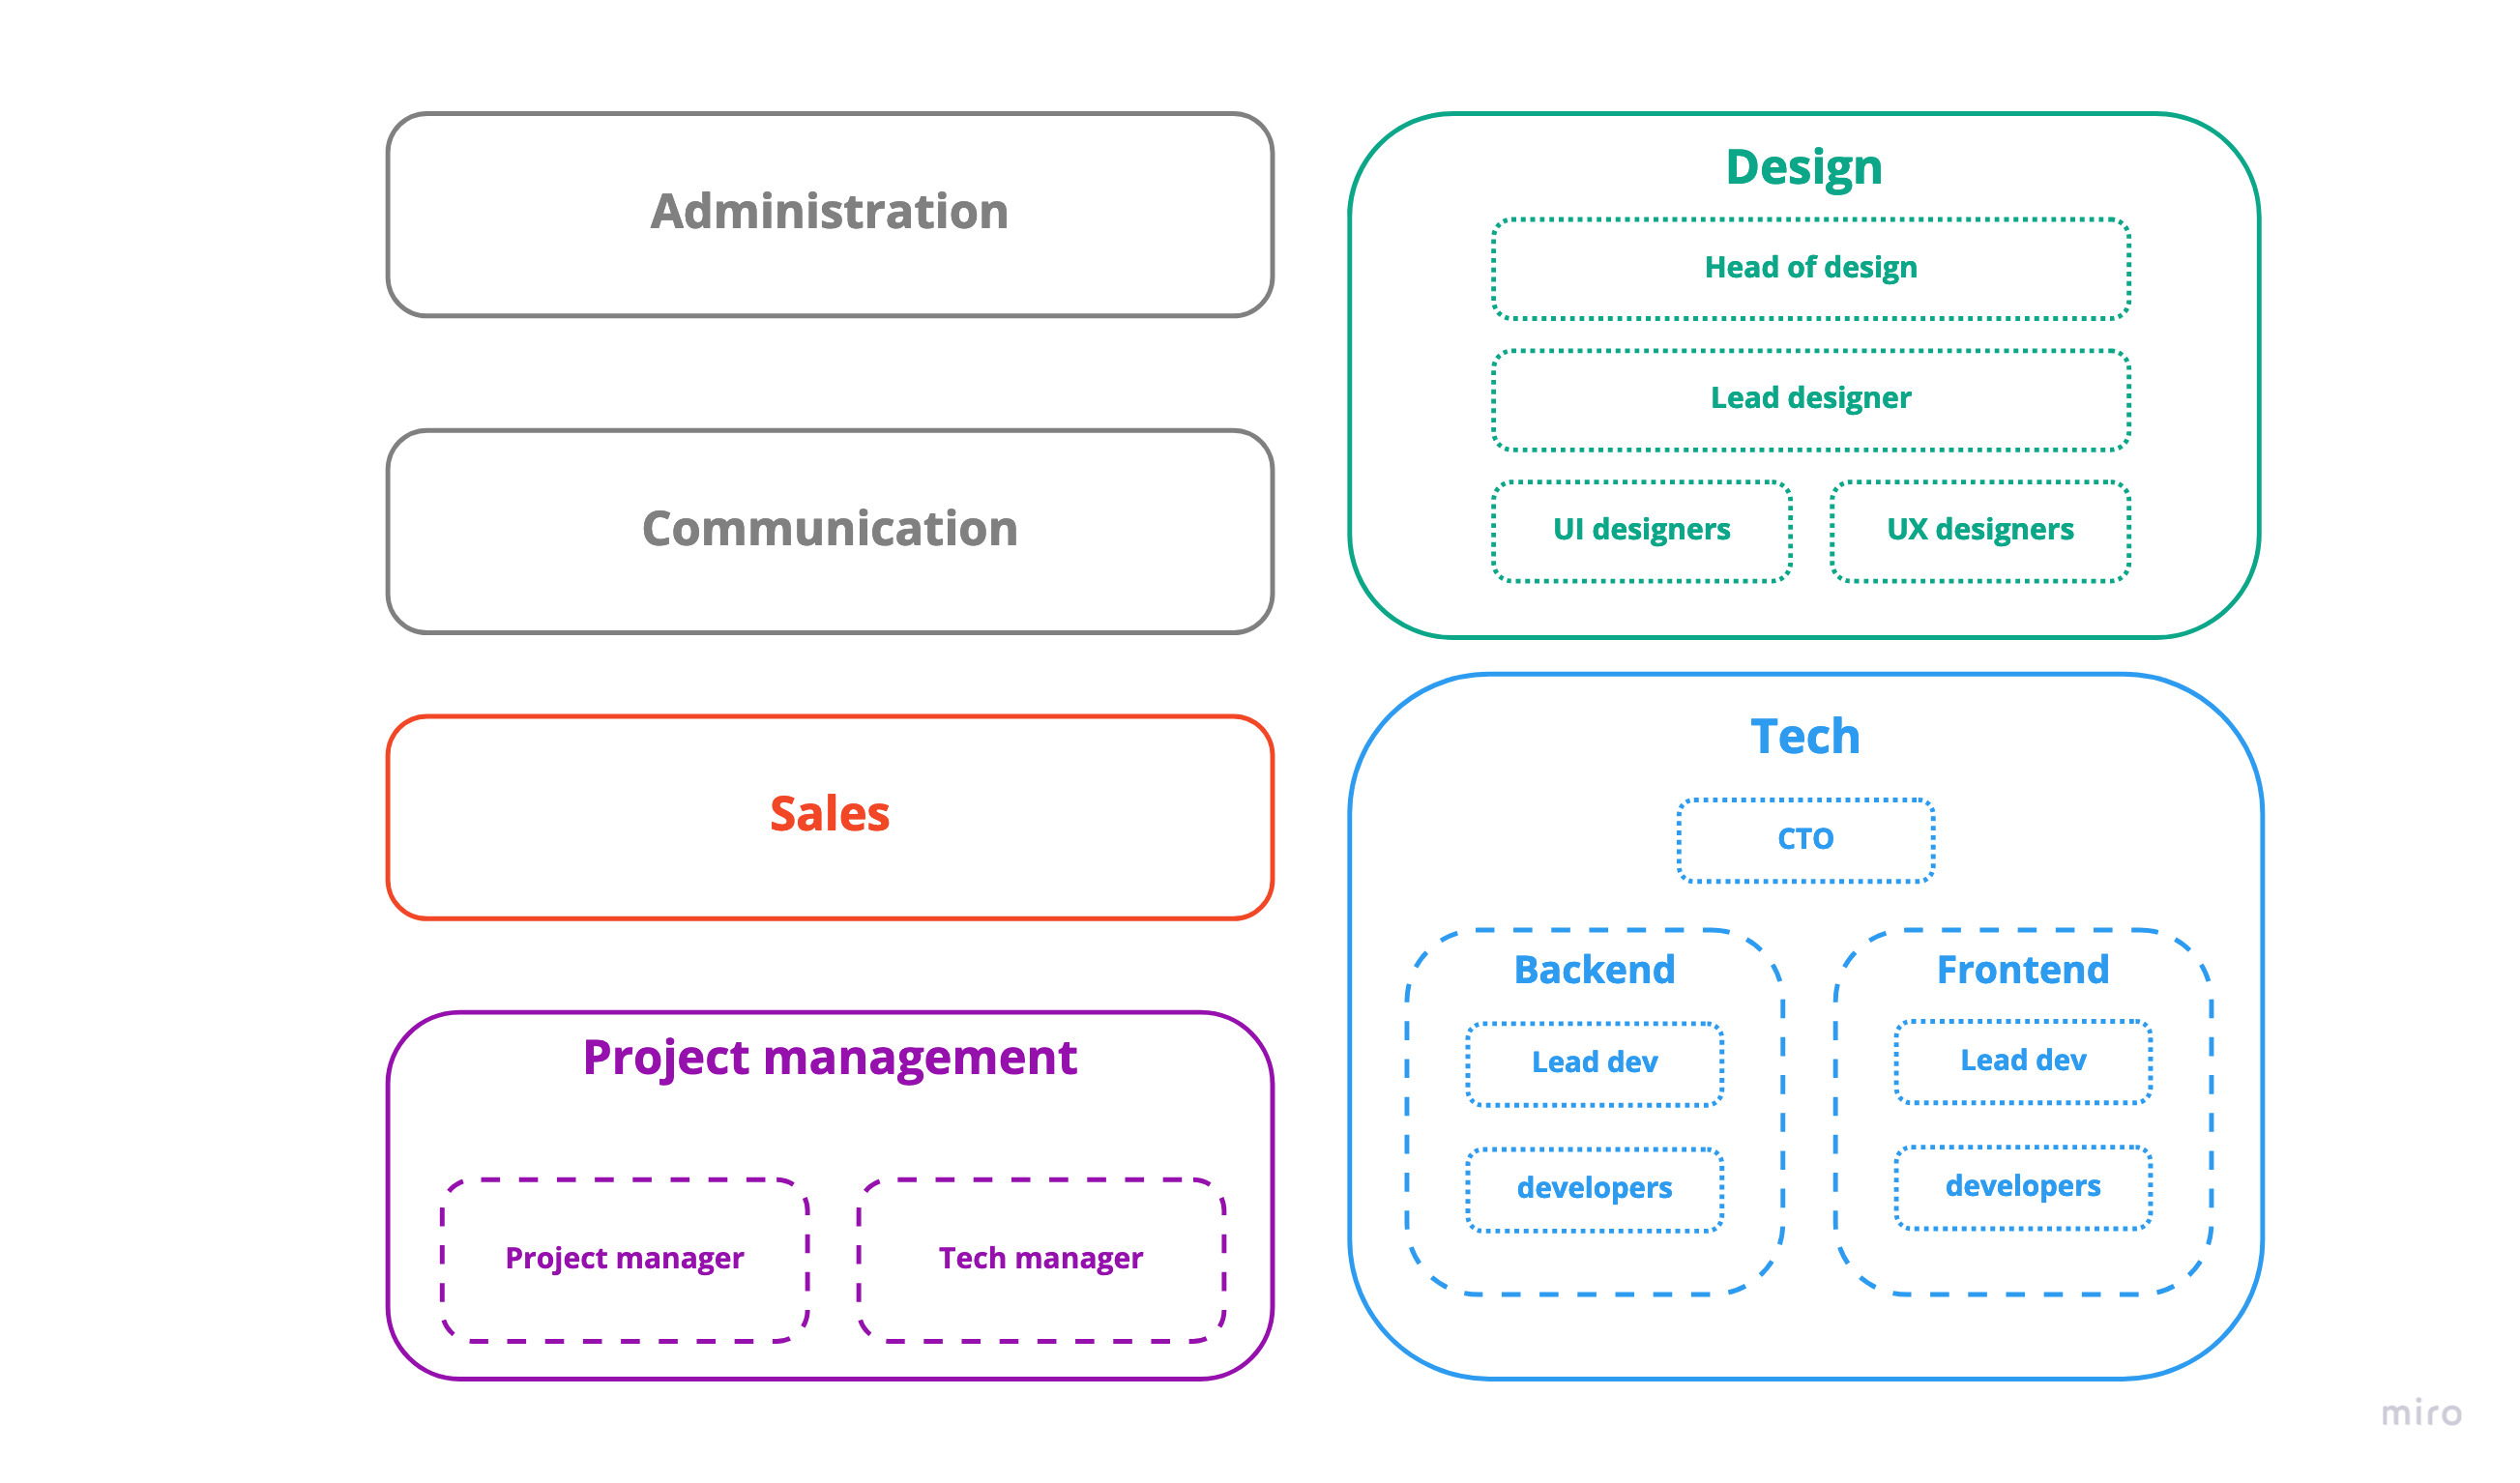 Administration
Communication
Sales
Project management
Project manager
Tech manager
Design
Head of design
Lead designer
UI designers
UX designers
Tech
CTO
Backend
Lead dev
developers
Frontend
Lead dev
developers
miro